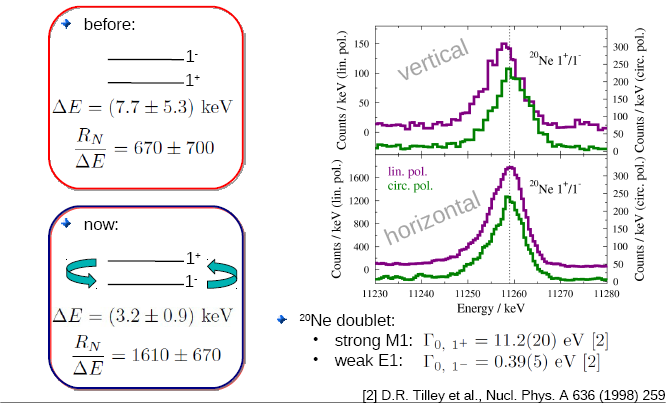 before:
1-
1+
ΔE = (7.7 ± 5.3) keV
R_N / ΔE = 670 ± 700
now:
1+
1-
ΔE = (3.2 ± 0.9) keV
R_N / ΔE = 1610 ± 670
Counts / keV (lin. pol.)
150
100
50
0
vertical
20Ne 1+/1-
300
250
200
150
100
50
0
Counts / keV (circ. pol.)
Counts / keV (lin. pol.)
1600
1200
800
400
0
lin. pol.
circ. pol.
horizontal
20Ne 1+/1-
300
250
200
150
100
50
0
Counts / keV (circ. pol.)
11230 11240 11250 11260 11270 11280
Energy / keV
20Ne doublet:
• strong M1: Γ0, 1+ = 11.2(20) eV [2]
• weak E1: Γ0, 1- = 0.39(5) eV [2]
[2] D.R. Tilley et al., Nucl. Phys. A 636 (1998) 259